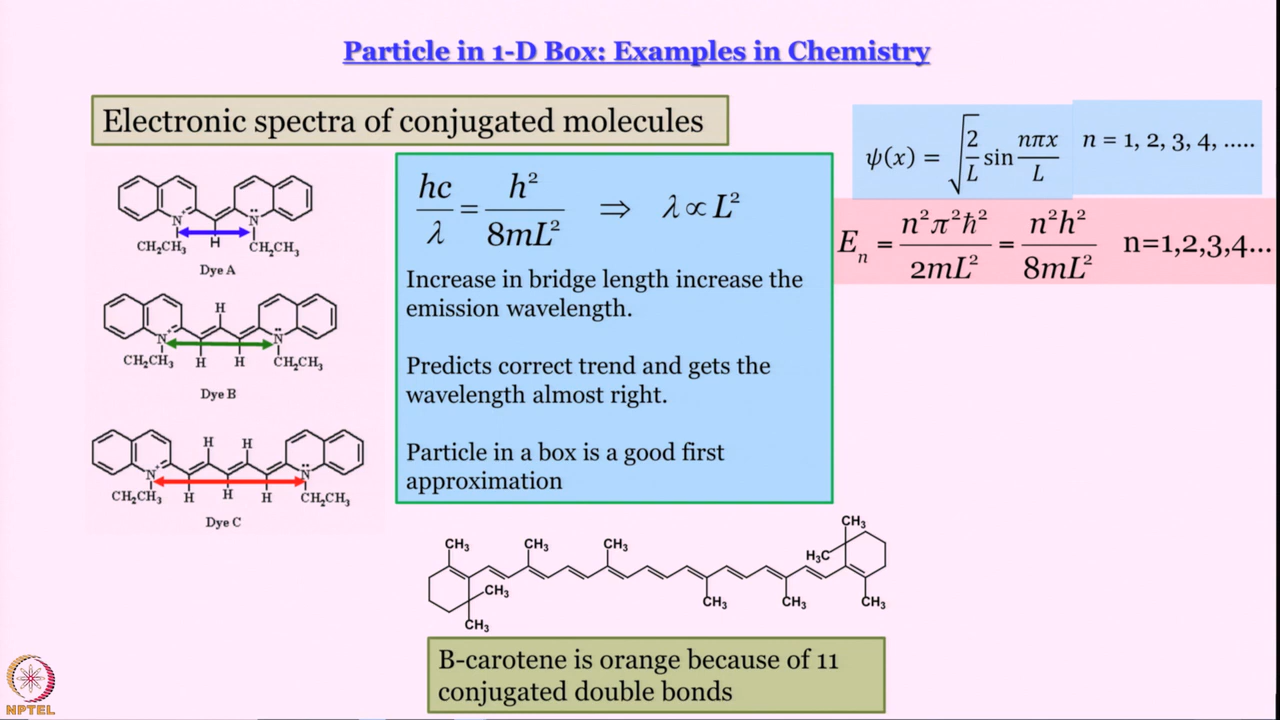 Particle in 1-D Box: Examples in Chemistry
Electronic spectra of conjugated molecules
N⁺
N̈
CH₂CH₃
H
CH₂CH₃
Dye A
H
N⁺
N̈
CH₂CH₃
H
H
CH₂CH₃
Dye B
H
H
N⁺
N̈
CH₂CH₃
H
H
H
CH₂CH₃
Dye C
hc/λ = h²/8mL² ⇒ λ ∝ L²
Increase in bridge length increase the
emission wavelength.
Predicts correct trend and gets the
wavelength almost right.
Particle in a box is a good first
approximation
ψ(x) = √(2/L) sin nπx/L n = 1, 2, 3, 4, .....
Eₙ = n²π²ℏ²/2mL² = n²h²/8mL² n=1,2,3,4...
CH₃
CH₃
CH₃
CH₃
CH₃
CH₃
CH₃
H₃C
CH₃
CH₃
B-carotene is orange because of 11
conjugated double bonds
NPTEL